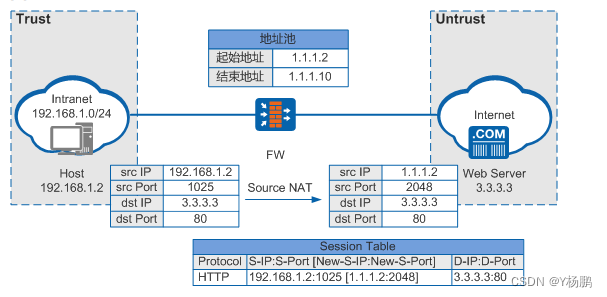 Trust
Untrust
地址池
起始地址 1.1.1.2
结束地址 1.1.1.10
Intranet
192.168.1.0/24
Internet
.COM
FW
Host
192.168.1.2
Web Server
3.3.3.3
src IP 192.168.1.2
src Port 1025
dst IP 3.3.3.3
dst Port 80
Source NAT
src IP 1.1.1.2
src Port 2048
dst IP 3.3.3.3
dst Port 80
Session Table
Protocol S-IP:S-Port [New-S-IP:New-S-Port] D-IP:D-Port
HTTP 192.168.1.2:1025 [1.1.1.2:2048] 3.3.3.3:80
CSDN @Y杨鹏